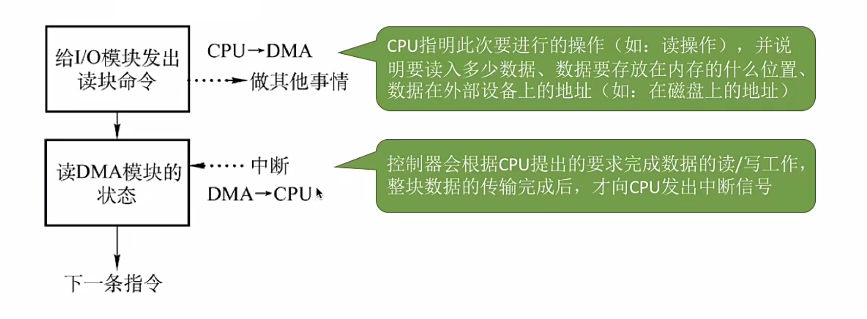 给I/O模块发出
读块命令
CPU→DMA
做其他事情
CPU指明此次要进行的操作（如：读操作），并说
明要读入多少数据、数据要存放在内存的什么位置、
数据在外部设备上的地址（如：在磁盘上的地址）
读DMA模块的
状态
中断
DMA→CPU
控制器会根据CPU提出的要求完成数据的读/写工作，
整块数据的传输完成后，才向CPU发出中断信号
下一条指令